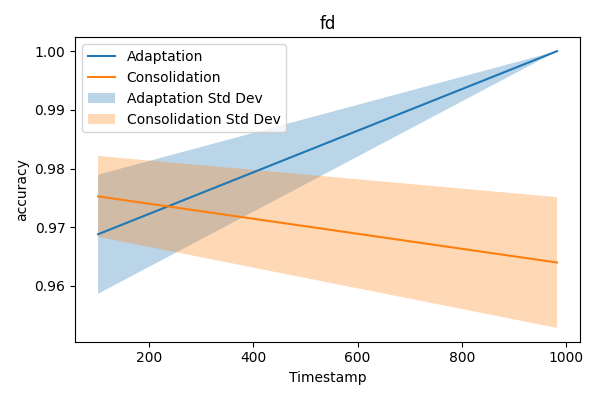 fd
Adaptation
Consolidation
Adaptation Std Dev
Consolidation Std Dev
1.00
0.99
0.98
0.97
0.96
accuracy
200 400 600 800 1000
Timestamp